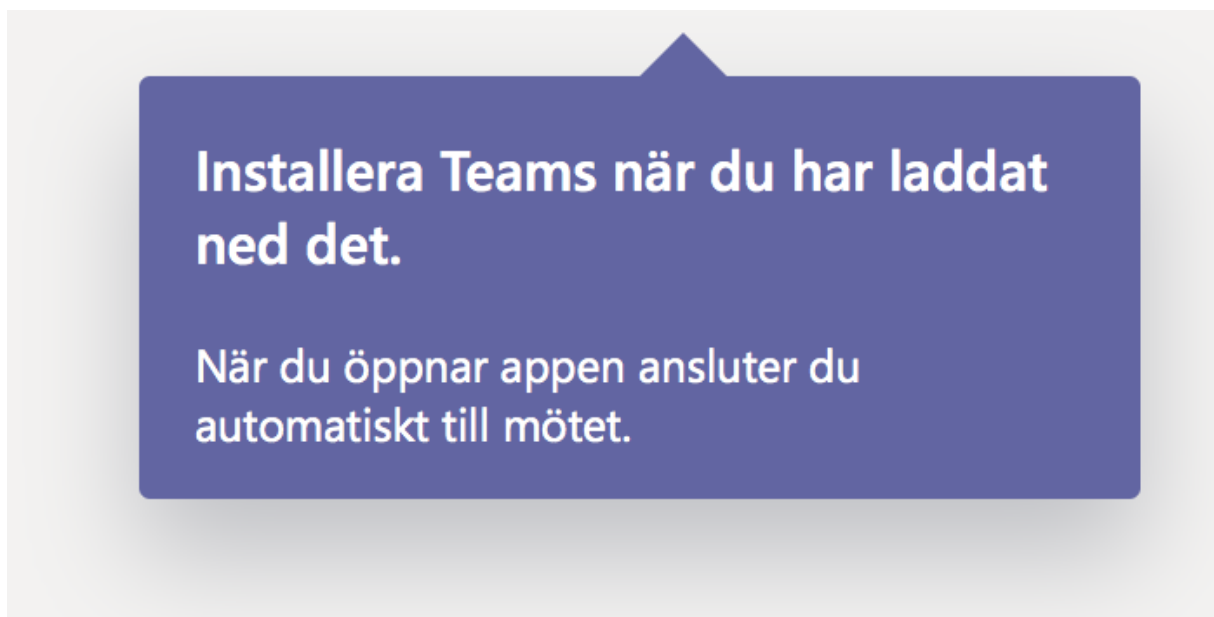 Installera Teams när du har laddat
ned det.
När du öppnar appen ansluter du
automatiskt till mötet.